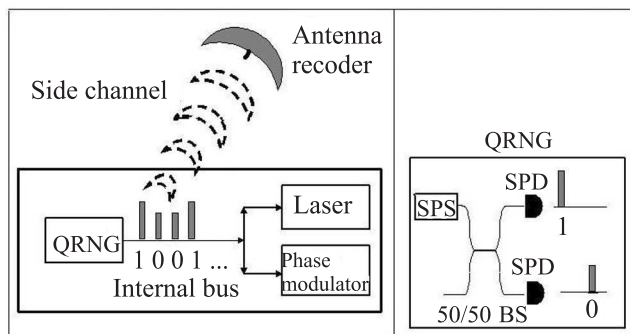 Antenna
recoder
Side channel
QRNG
1 0 0 1 ...
Internal bus
Laser
Phase
modulator
QRNG
SPS
SPD
1
SPD
50/50 BS
0